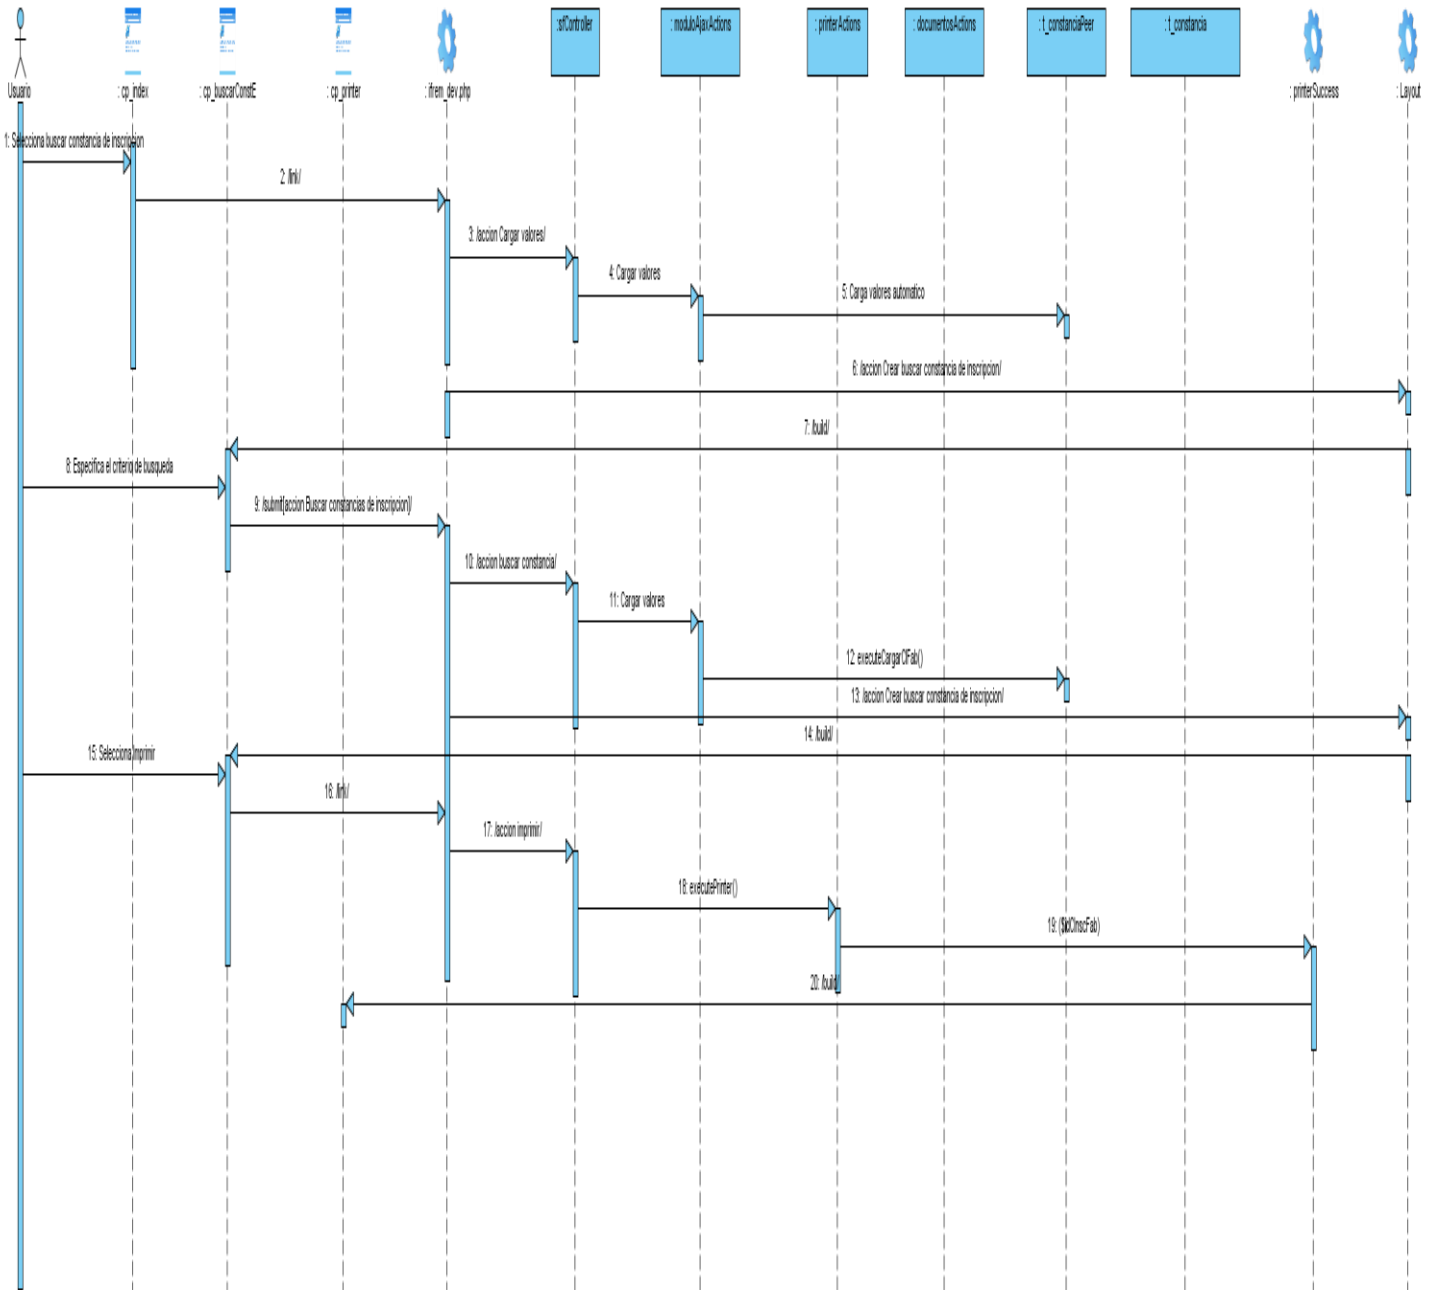 :sfController
: moduloAjaxActions
: printerActions
: documentosActions
: t_constanciaPeer
: t_constancia
Usuario
: cp_index
: cp_buscarConstE
: cp_printer
: ifrem_dev.php
: printerSuccess
: Layout
1: Selecciona buscar constancia de inscripcion
2: /link/
3: /accion Cargar valores/
4: Cargar valores
5: Carga valores automatico
6: /accion Crear buscar constancia de inscripcion/
7: /build/
8: Especifica el criterio de busqueda
9: /submit{accion Buscar constancias de inscripcion}/
10: /accion buscar constancia/
11: Cargar valores
12: executeCargarCIFab()
13: /accion Crear buscar constancia de inscripcion/
14: /build/
15: Selecciona imprimir
16: /link/
17: /accion imprimir/
18: executePrinter()
19: ($idCInscFab)
20: /build/